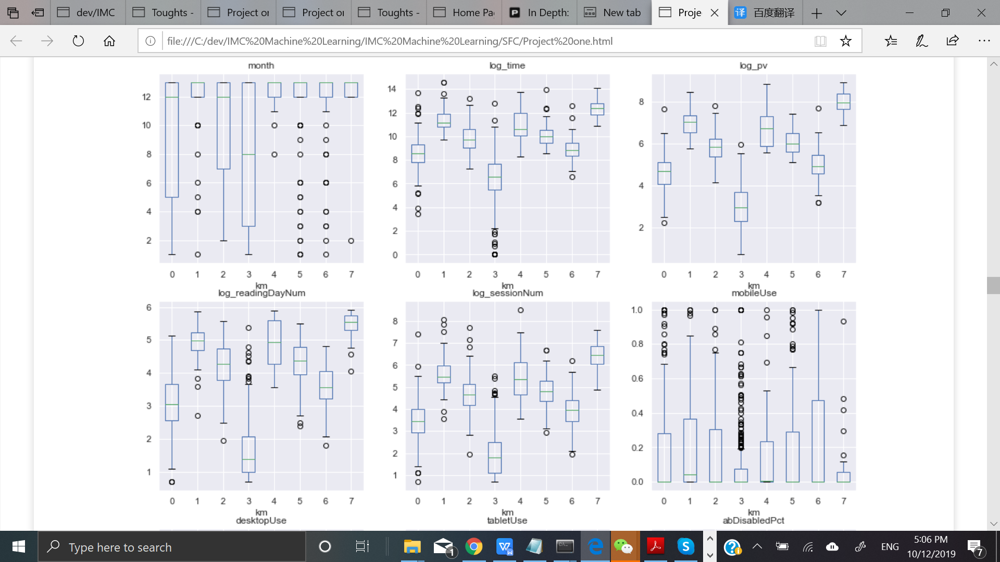 dev/IMC Toughts - Project or Project or Toughts - Home Pa In Depth: New tab Proje 译 百度翻译
file:///C:/dev/IMC%20Machine%20Learning/IMC%20Machine%20Learning/SFC/Project%20one.html
month log_time log_pv
12 10 8 6 4 2
14 12 10 8 6 4 2 0
8 6 4 2
0 1 2 3 4 5 6 7 0 1 2 3 4 5 6 7 0 1 2 3 4 5 6 7
km km km
log_readingDayNum log_sessionNum mobileUse
6 5 4 3 2 1
8 7 6 5 4 3 2 1
1.0 0.8 0.6 0.4 0.2 0.0
0 1 2 3 4 5 6 7 0 1 2 3 4 5 6 7 0 1 2 3 4 5 6 7
km km km
desktopUse tabletUse abDisabledPct
Type here to search 1 W S ? ENG 5:06 PM 7
10/12/2019